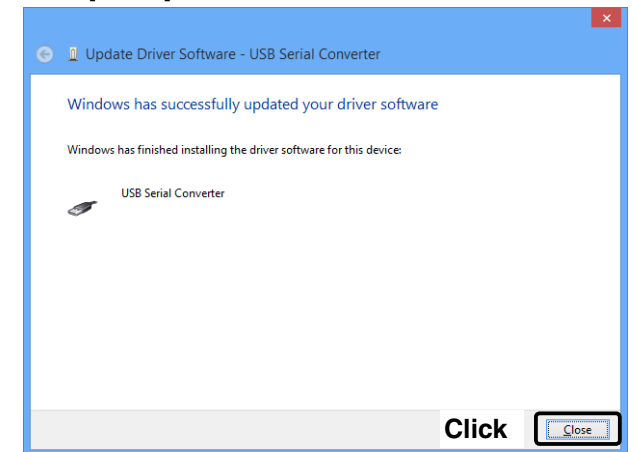 Update Driver Software - USB Serial Converter
Windows has successfully updated your driver software
Windows has finished installing the driver software for this device:
USB Serial Converter
Click
Close